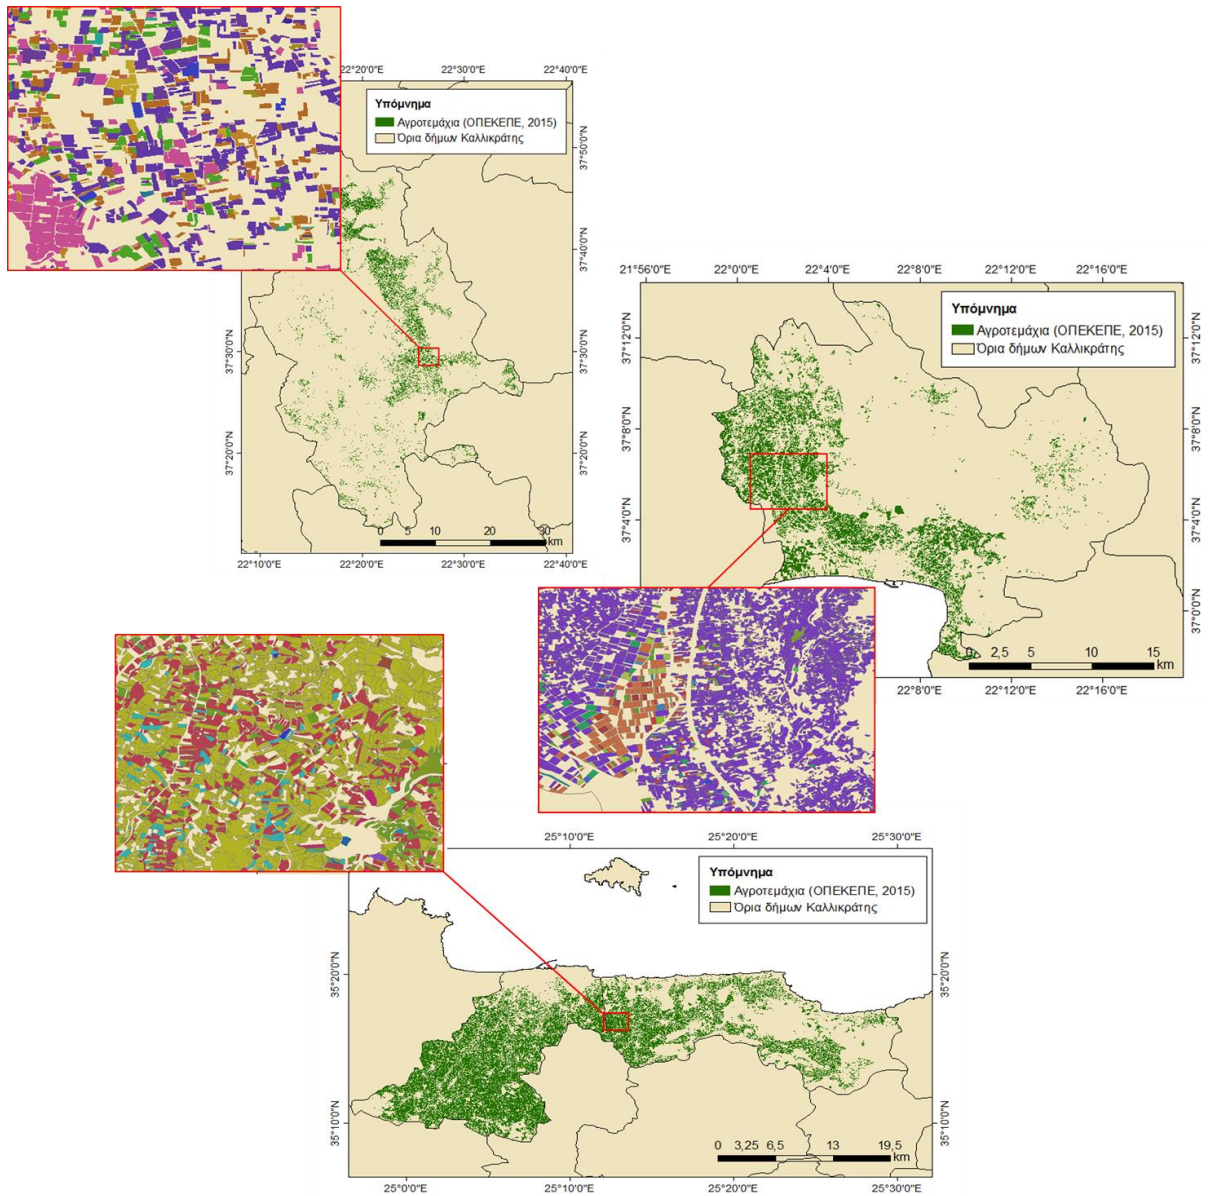 22°20'0"E 22°30'0"E 22°40'0"E
Υπόμνημα
Αγροτεμάχια (ΟΠΕΚΕΠΕ, 2015)
Όρια δήμων Καλλικράτης
37°50'0"N
37°40'0"N
37°30'0"N 37°30'0"N
37°20'0"N 37°20'0"N
0 5 10 20 30
km
22°10'0"E 22°20'0"E 22°30'0"E 22°40'0"E
21°56'0"E 22°0'0"E 22°4'0"E 22°8'0"E 22°12'0"E 22°16'0"E
Υπόμνημα
Αγροτεμάχια (ΟΠΕΚΕΠΕ, 2015)
Όρια δήμων Καλλικράτης
37°12'0"N 37°12'0"N
37°8'0"N 37°8'0"N
37°4'0"N 37°4'0"N
37°0'0"N
0 2,5 5 10 15
km
22°8'0"E 22°12'0"E 22°16'0"E
25°10'0"E 25°20'0"E 25°30'0"E
Υπόμνημα
Αγροτεμάχια (ΟΠΕΚΕΠΕ, 2015)
Όρια δήμων Καλλικράτης
35°20'0"N 35°20'0"N
35°10'0"N 35°10'0"N
0 3,25 6,5 13 19,5
km
25°0'0"E 25°10'0"E 25°20'0"E 25°30'0"E